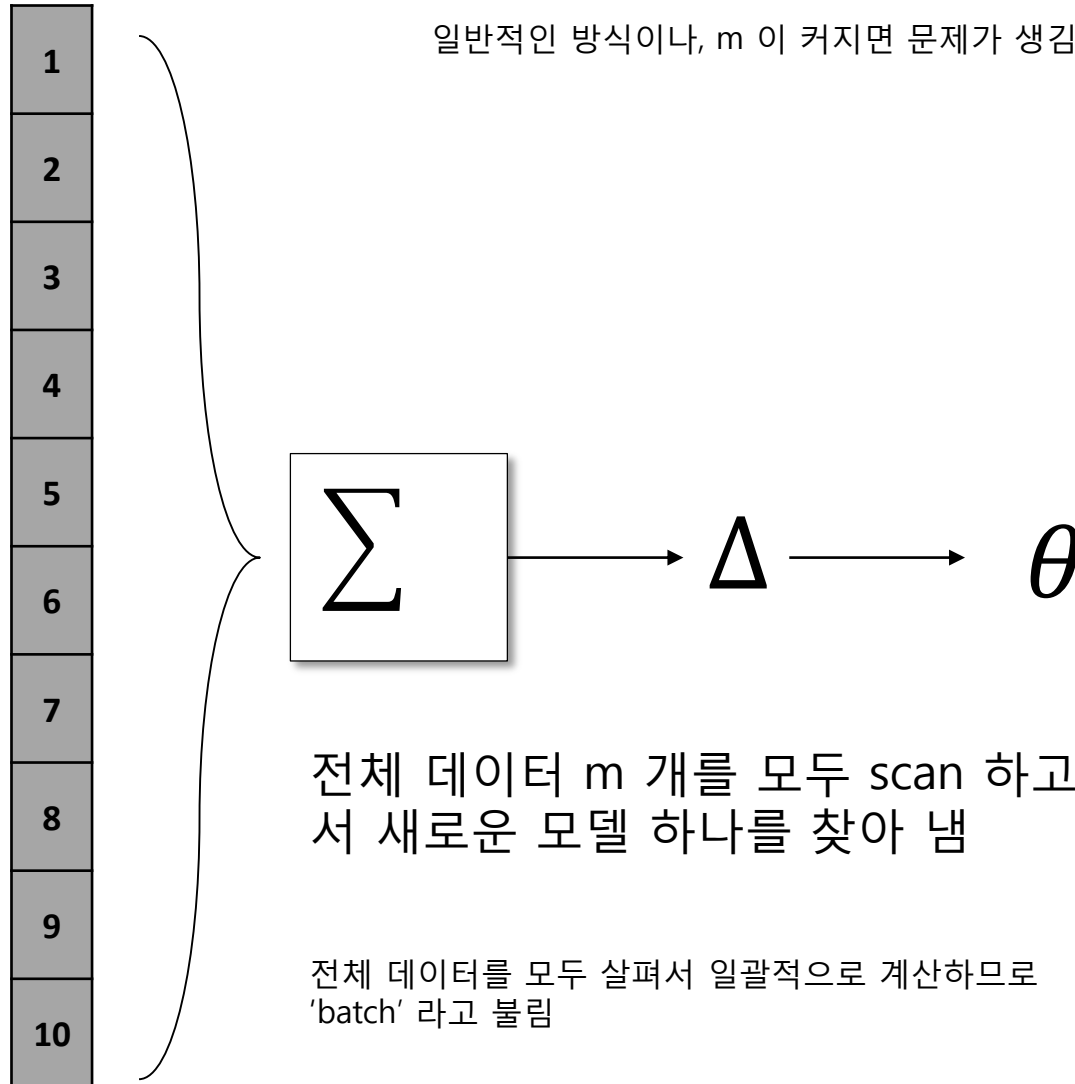 일반적인 방식이나, m 이 커지면 문제가 생김
1
2
3
4
5
6
7
8
9
10
∑
Δ
θ
전체 데이터 m 개를 모두 scan 하고
서 새로운 모델 하나를 찾아 냄
전체 데이터를 모두 살펴서 일괄적으로 계산하므로
‘batch’ 라고 불림